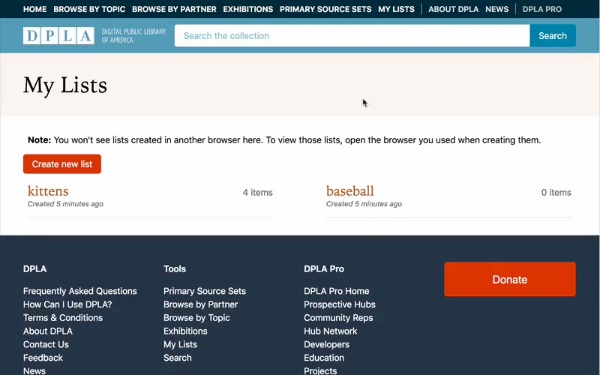 HOME BROWSE BY TOPIC BROWSE BY PARTNER EXHIBITIONS PRIMARY SOURCE SETS MY LISTS ABOUT DPLA NEWS DPLA PRO
DPLA DIGITAL PUBLIC LIBRARY
OF AMERICA
Search the collection
Search
My Lists
Note: You won't see lists created in another browser here. To view those lists, open the browser you used when creating them.
Create new list
kittens 4 items
Created 5 minutes ago
baseball 0 items
Created 5 minutes ago
DPLA
Frequently Asked Questions
How Can I Use DPLA?
Terms & Conditions
About DPLA
Contact Us
Feedback
News
Tools
Primary Source Sets
Browse by Partner
Browse by Topic
Exhibitions
My Lists
Search
DPLA Pro
DPLA Pro Home
Prospective Hubs
Community Reps
Hub Network
Developers
Education
Projects
Donate